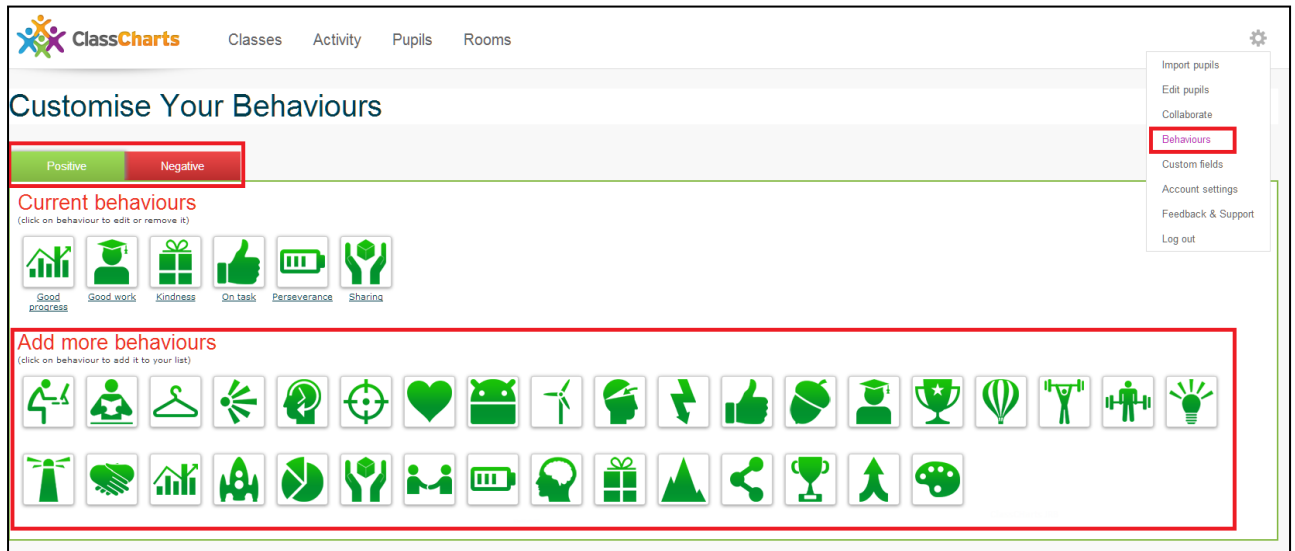 ClassCharts
Classes Activity Pupils Rooms
Import pupils
Edit pupils
Collaborate
Behaviours
Custom fields
Account settings
Feedback & Support
Log out
Customise Your Behaviours
Positive Negative
Current behaviours
(click on behaviour to edit or remove it)
Good progress
Good work
Kindness
On task
Perseverance
Sharing
Add more behaviours
(click on behaviour to add it to your list)